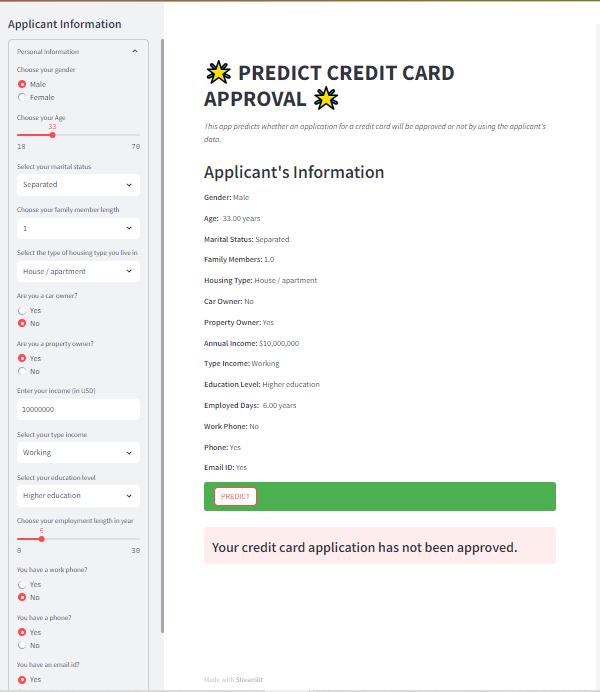 Applicant Information
Personal Information
Choose your gender
Male
Female
Choose your Age
33
18 70
Select your marital status
Separated
Choose your family member length
1
Select the type of housing type you live in
House / apartment
Are you a car owner?
Yes
No
Are you a property owner?
Yes
No
Enter your income (in USD)
10000000
Select your type income
Working
Select your education level
Higher education
Choose your employment length in year
6
0 30
You have a work phone?
Yes
No
You have a phone?
Yes
No
You have an email id?
Yes
PREDICT CREDIT CARD
APPROVAL
This app predicts whether an application for a credit card will be approved or not by using the applicant's
data.
Applicant's Information
Gender: Male
Age: 33.00 years
Marital Status: Separated
Family Members: 1.0
Housing Type: House / apartment
Car Owner: No
Property Owner: Yes
Annual Income: $10,000,000
Type Income: Working
Education Level: Higher education
Employed Days: 6.00 years
Work Phone: No
Phone: Yes
Email ID: Yes
PREDICT
Your credit card application has not been approved.
Made with Streamlit